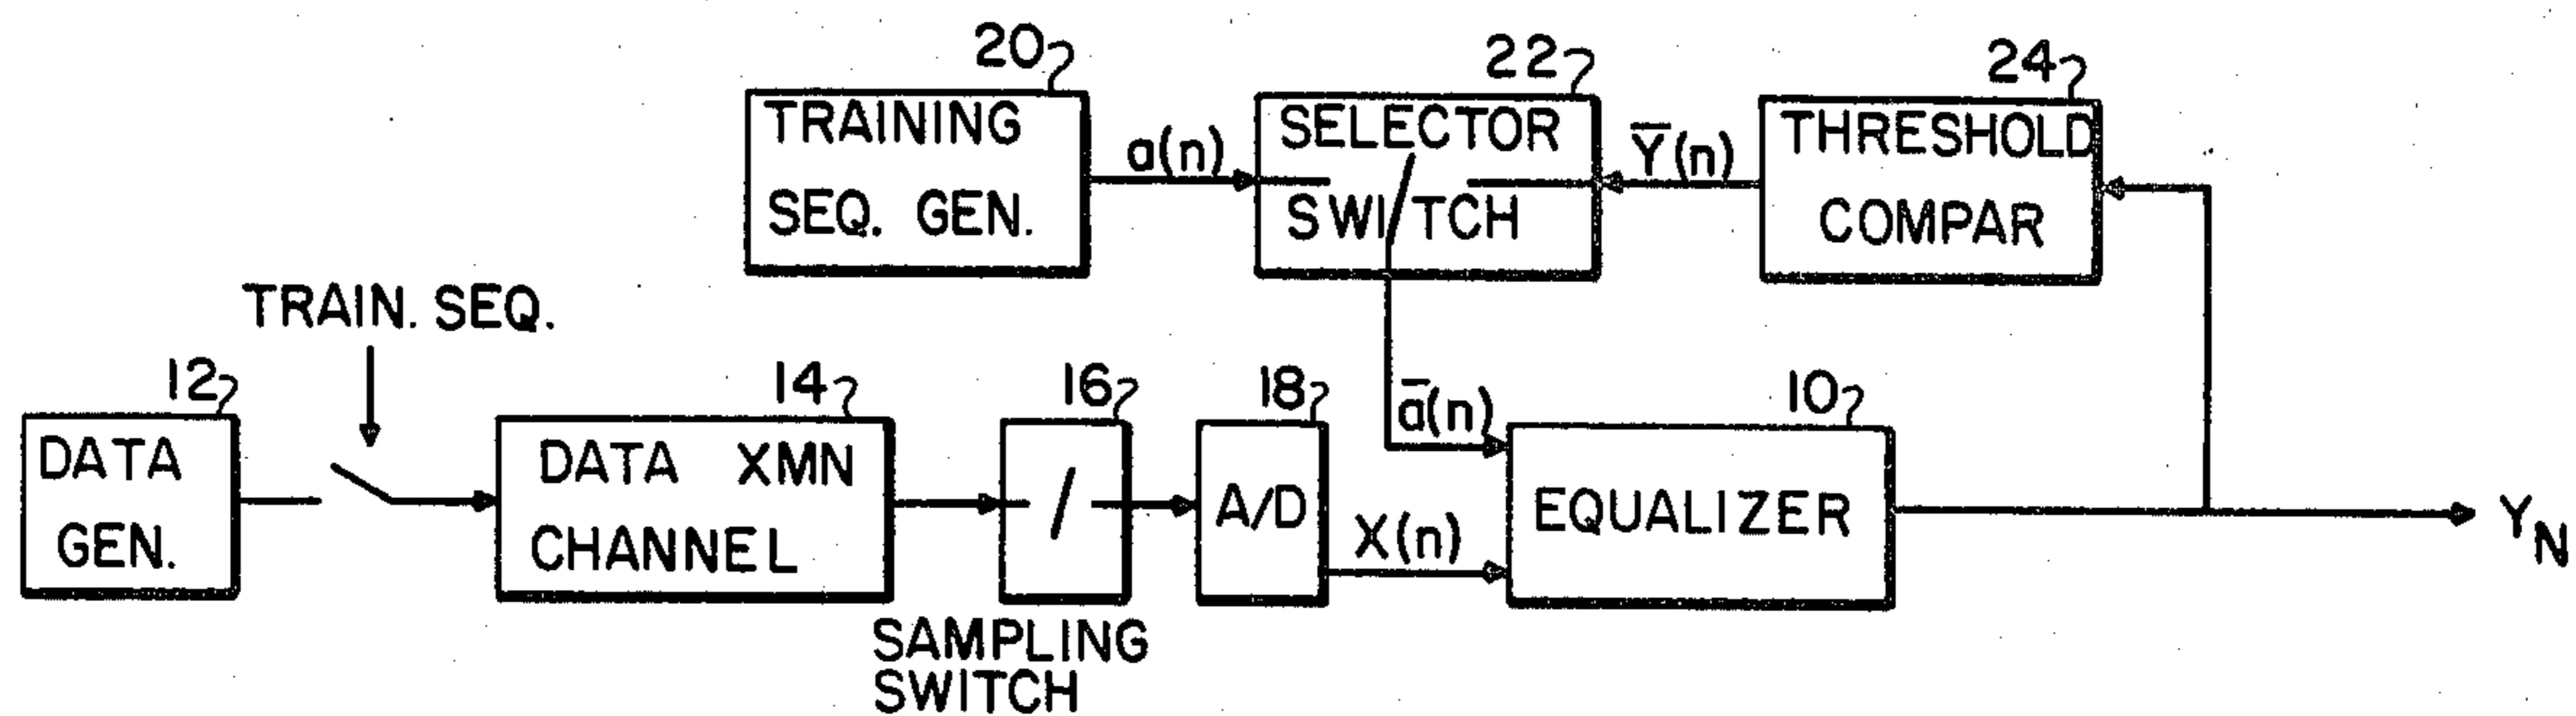 20
TRAINING
SEQ. GEN.
a(n)
22
SELECTOR
SWITCH
Y̅(n)
24
THRESHOLD
COMPAR
TRAIN. SEQ.
12
DATA
GEN.
14
DATA XMN
CHANNEL
16
SAMPLING
SWITCH
18
A/D
a̅(n)
X(n)
10
EQUALIZER
Y_N